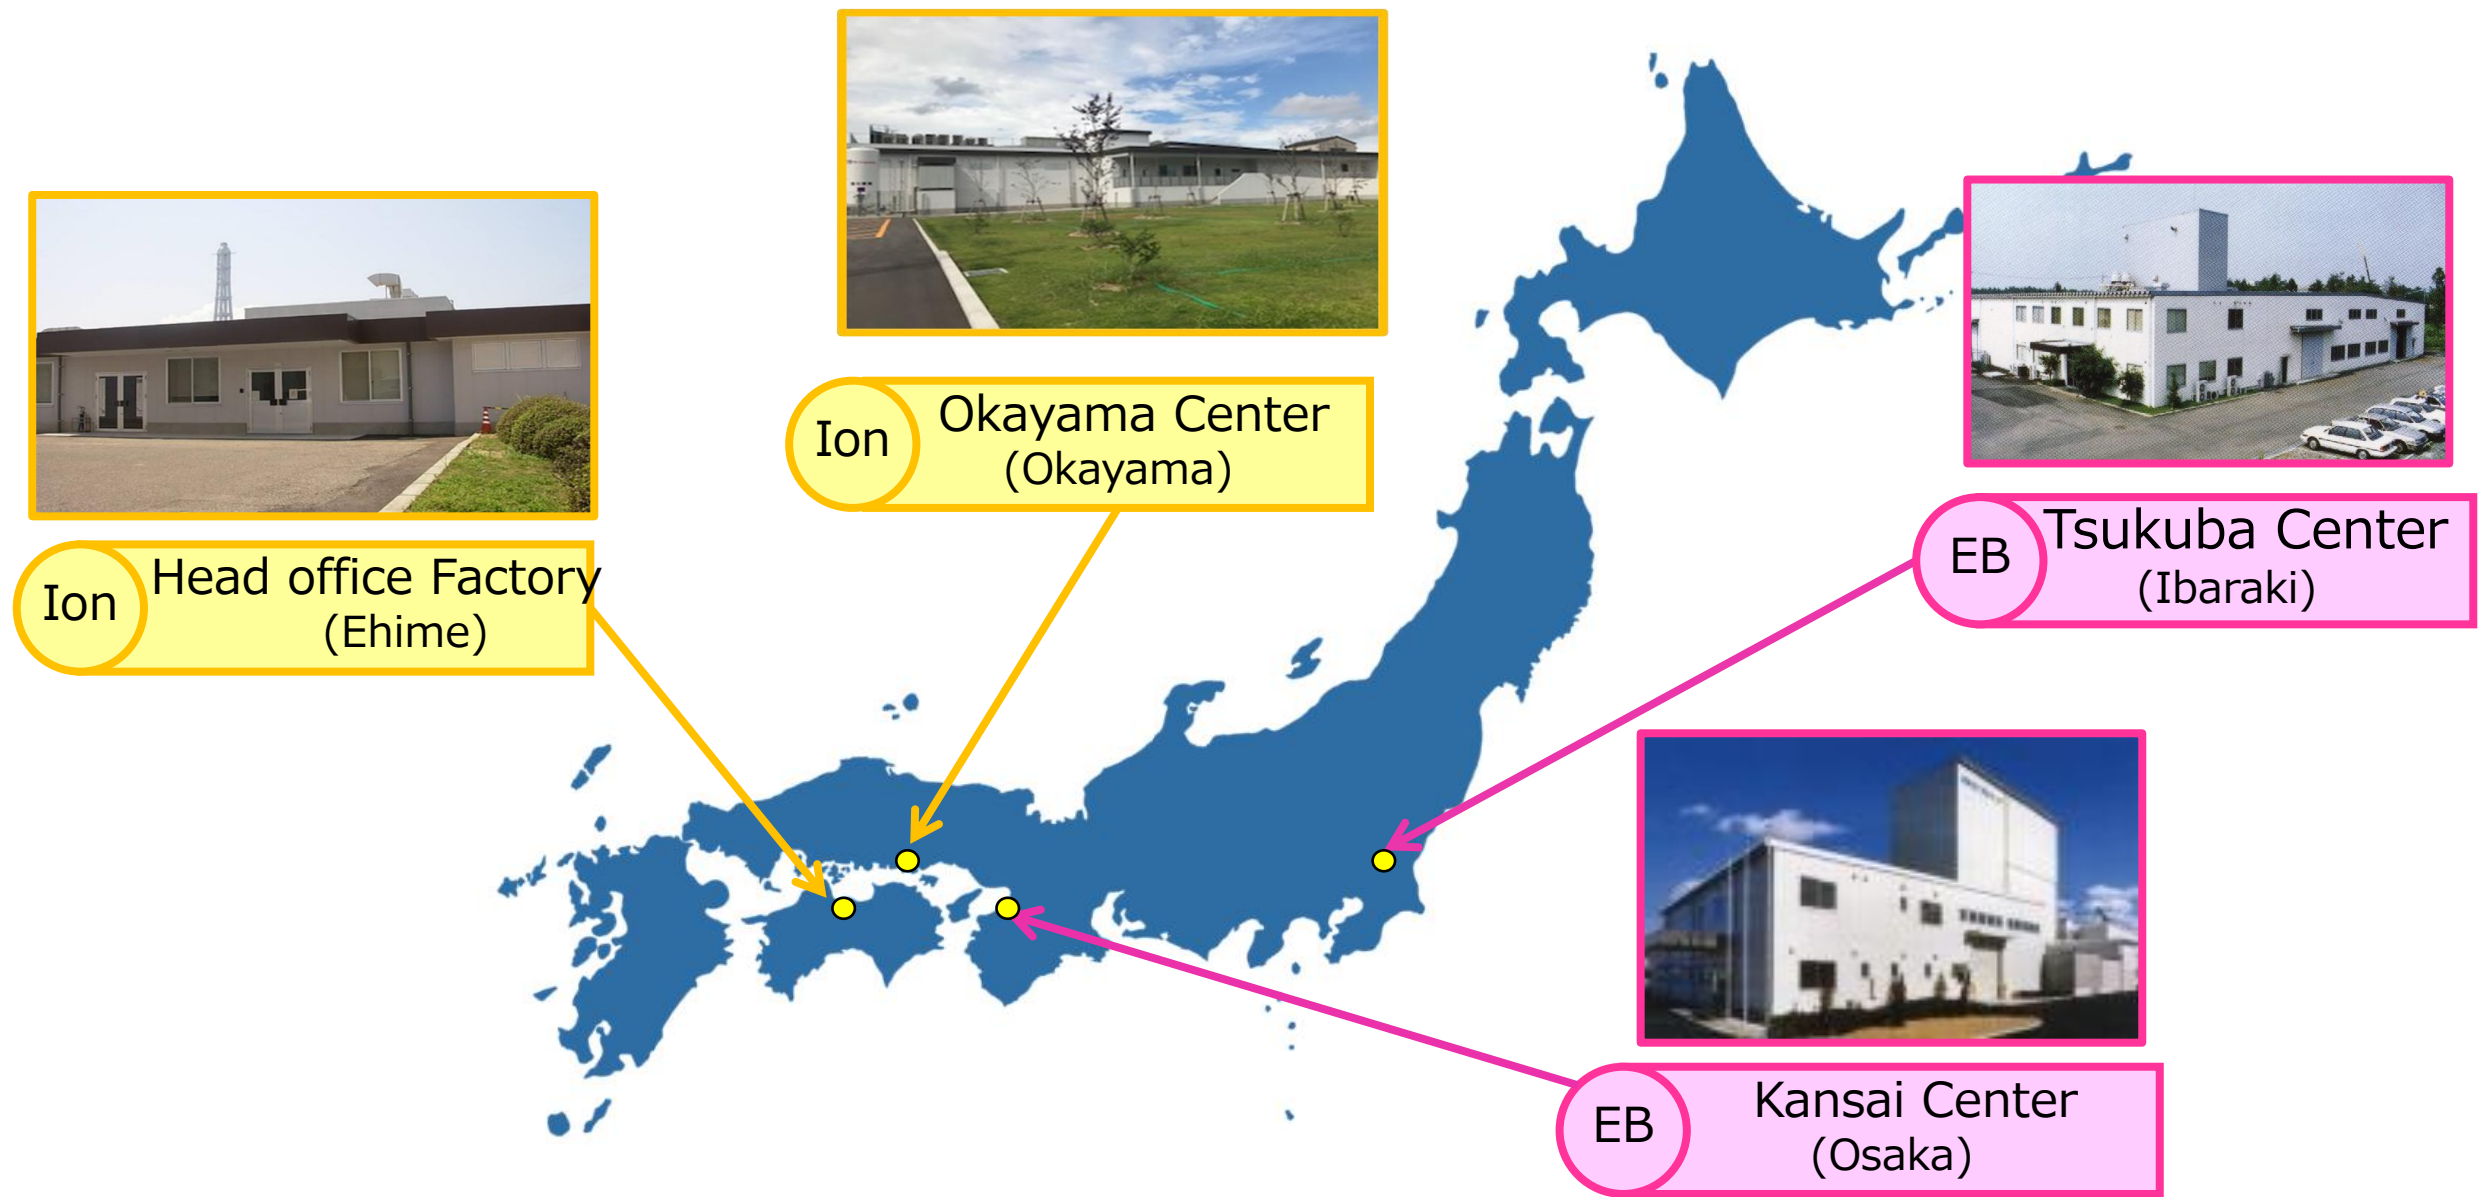 Ion
Okayama Center
(Okayama)
Ion
Head office Factory
(Ehime)
EB
Tsukuba Center
(Ibaraki)
EB
Kansai Center
(Osaka)